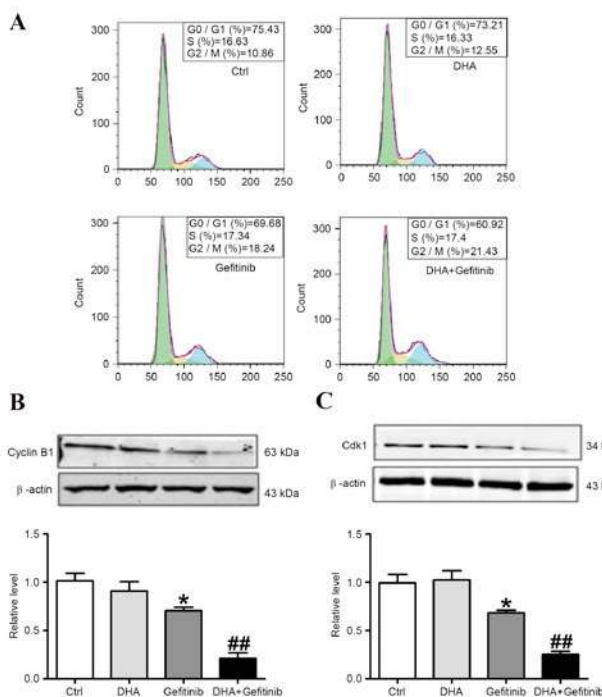 A
G0 / G1 (%)=75.43
S (%)=16.63
G2 / M (%)=10.86
Ctrl
Count
300
200
100
0
0 50 100 150 200 250
G0 / G1 (%)=73.21
S (%)=16.33
G2 / M (%)=12.55
DHA
Count
300
200
100
0
0 50 100 150 200 250
G0 / G1 (%)=69.68
S (%)=17.34
G2 / M (%)=18.24
Gefitinib
Count
300
200
100
0
0 50 100 150 200 250
G0 / G1 (%)=60.92
S (%)=17.4
G2 / M (%)=21.43
DHA+Gefitinib
Count
300
200
100
0
0 50 100 150 200 250
B
Cyclin B1 63 kDa
β -actin 43 kDa
Relative level
1.5
1.0
0.5
0.0
*
##
Ctrl DHA Gefitinib DHA+Gefitinib
C
Cdk1 34
β -actin 43
Relative level
1.5
1.0
0.5
0.0
*
##
Ctrl DHA Gefitinib DHA+Gefitinib